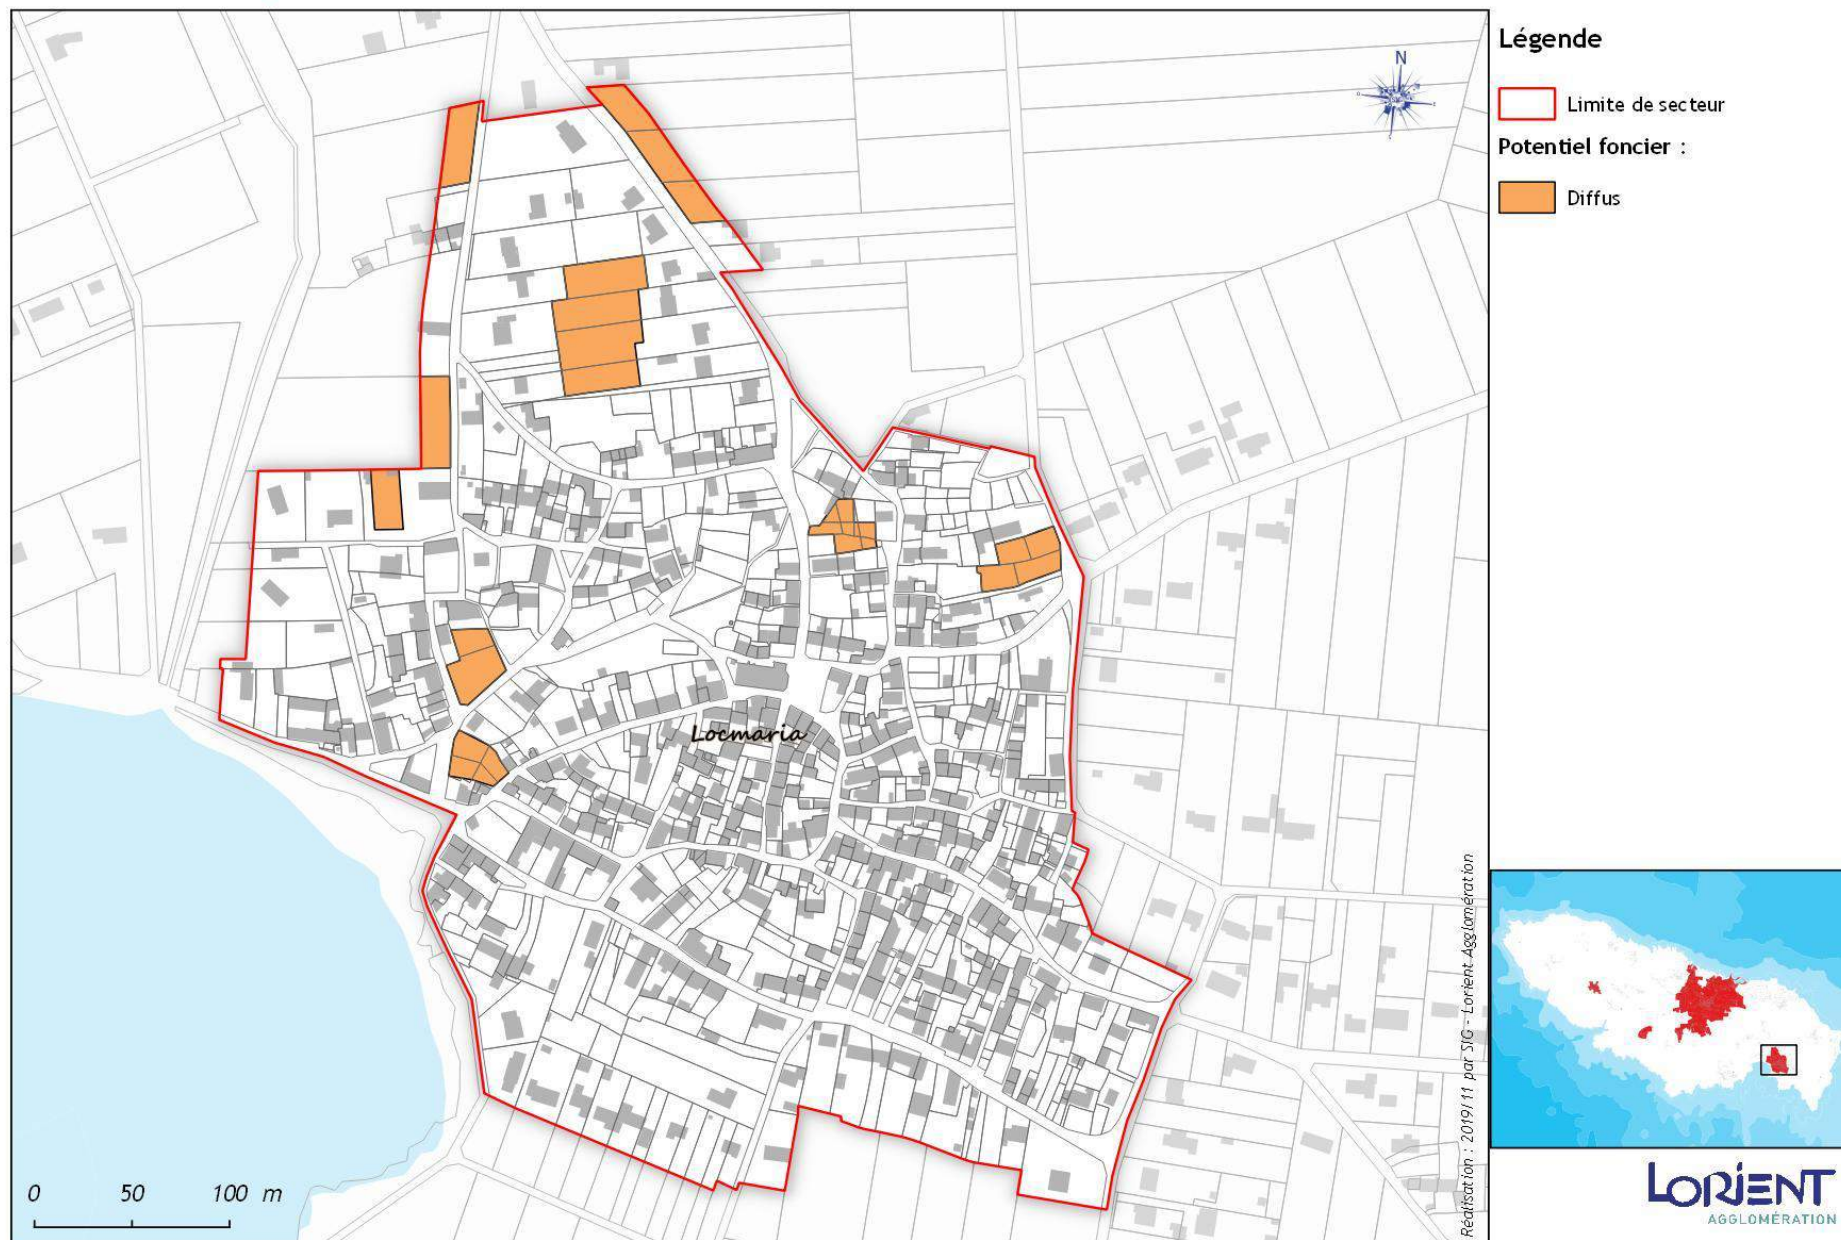 Légende
N
Limite de secteur
Potentiel foncier :
Diffus
Locmaria
0 50 100 m
Réalisation : 2019/11 par SIG - Lorient Agglomération
LORIENT
AGGLOMÉRATION